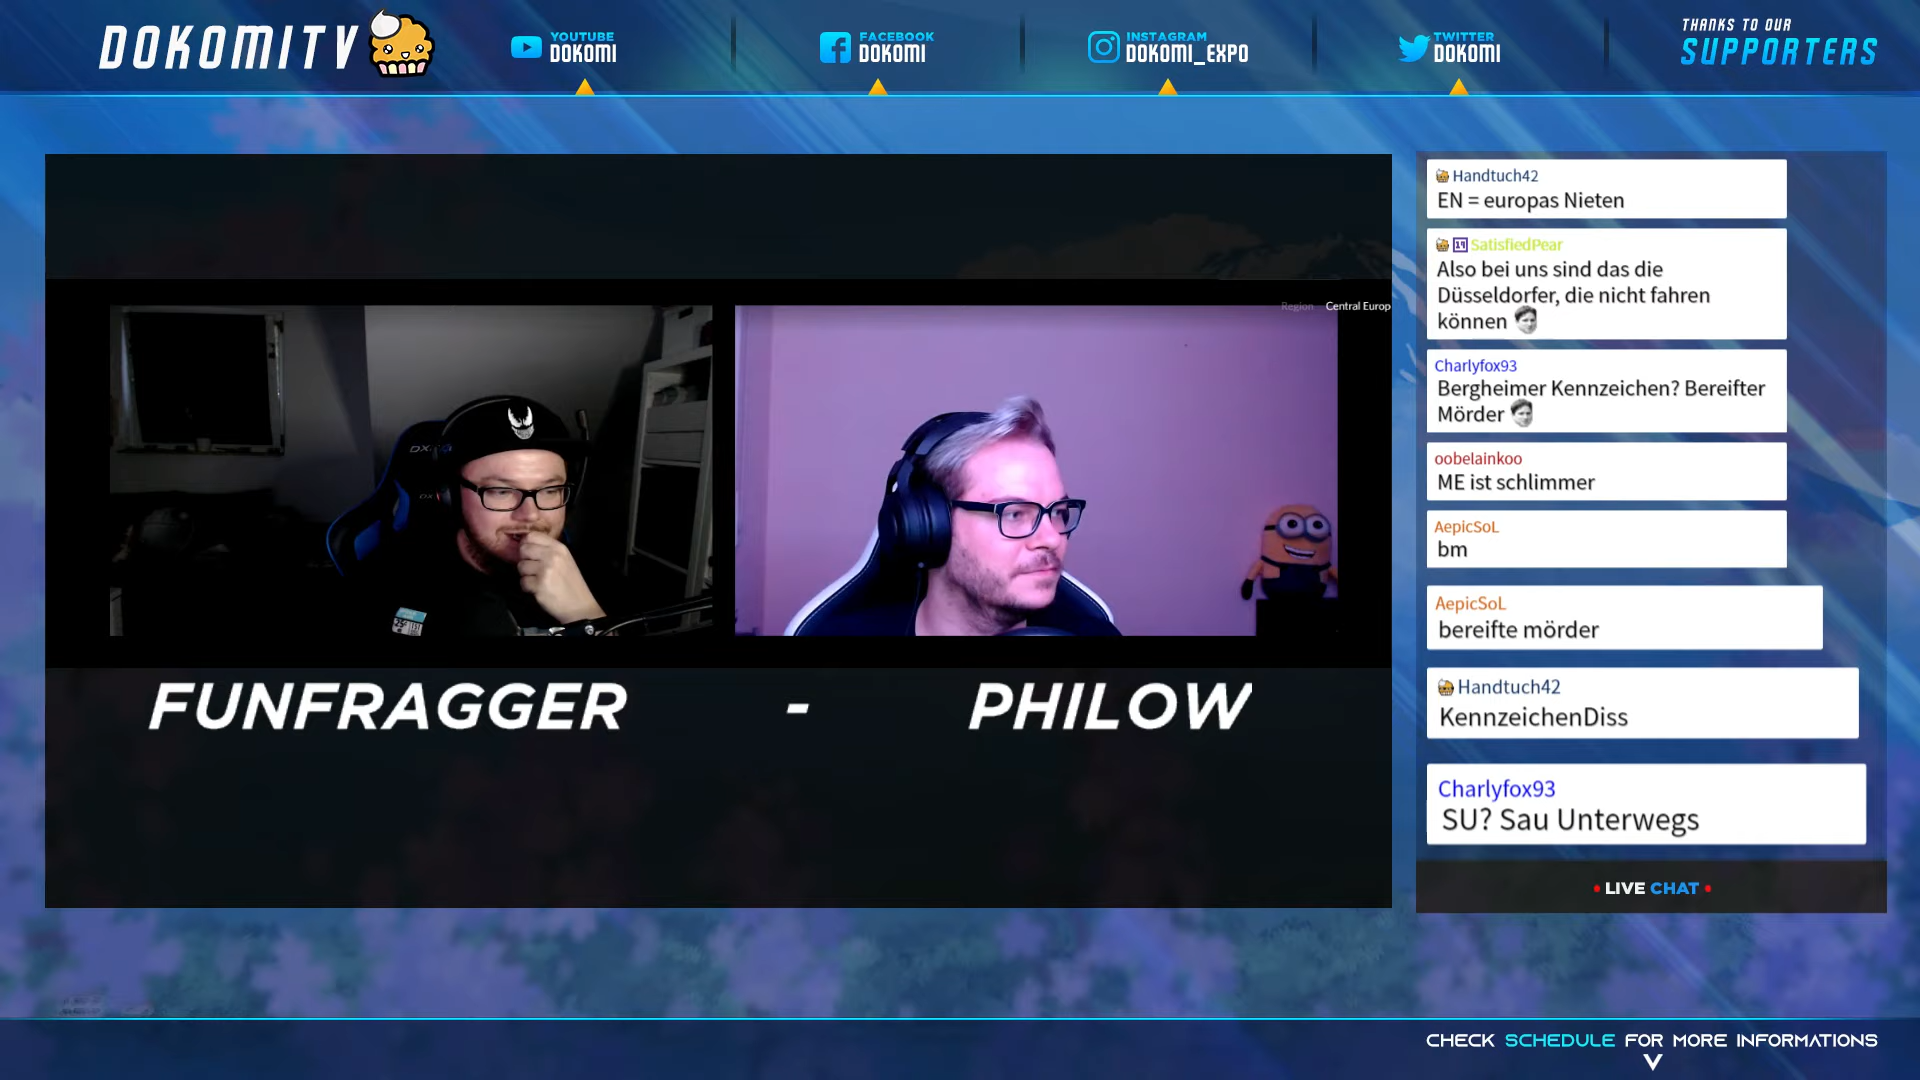 DOKOMITV
YOUTUBE
DOKOMI
FACEBOOK
DOKOMI
INSTAGRAM
DOKOMI_EXPO
TWITTER
DOKOMI
THANKS TO OUR
SUPPORTERS
Region Central Europ
FUNFRAGGER - PHILOW
Handtuch42
EN = europas Nieten
SatisfiedPear
Also bei uns sind das die
Düsseldorfer, die nicht fahren
können
Charlyfox93
Bergheimer Kennzeichen? Bereifter
Mörder
oobelainkoo
ME ist schlimmer
AepicSoL
bm
AepicSoL
bereifte mörder
Handtuch42
KennzeichenDiss
Charlyfox93
SU? Sau Unterwegs
LIVE CHAT
CHECK SCHEDULE FOR MORE INFORMATIONS